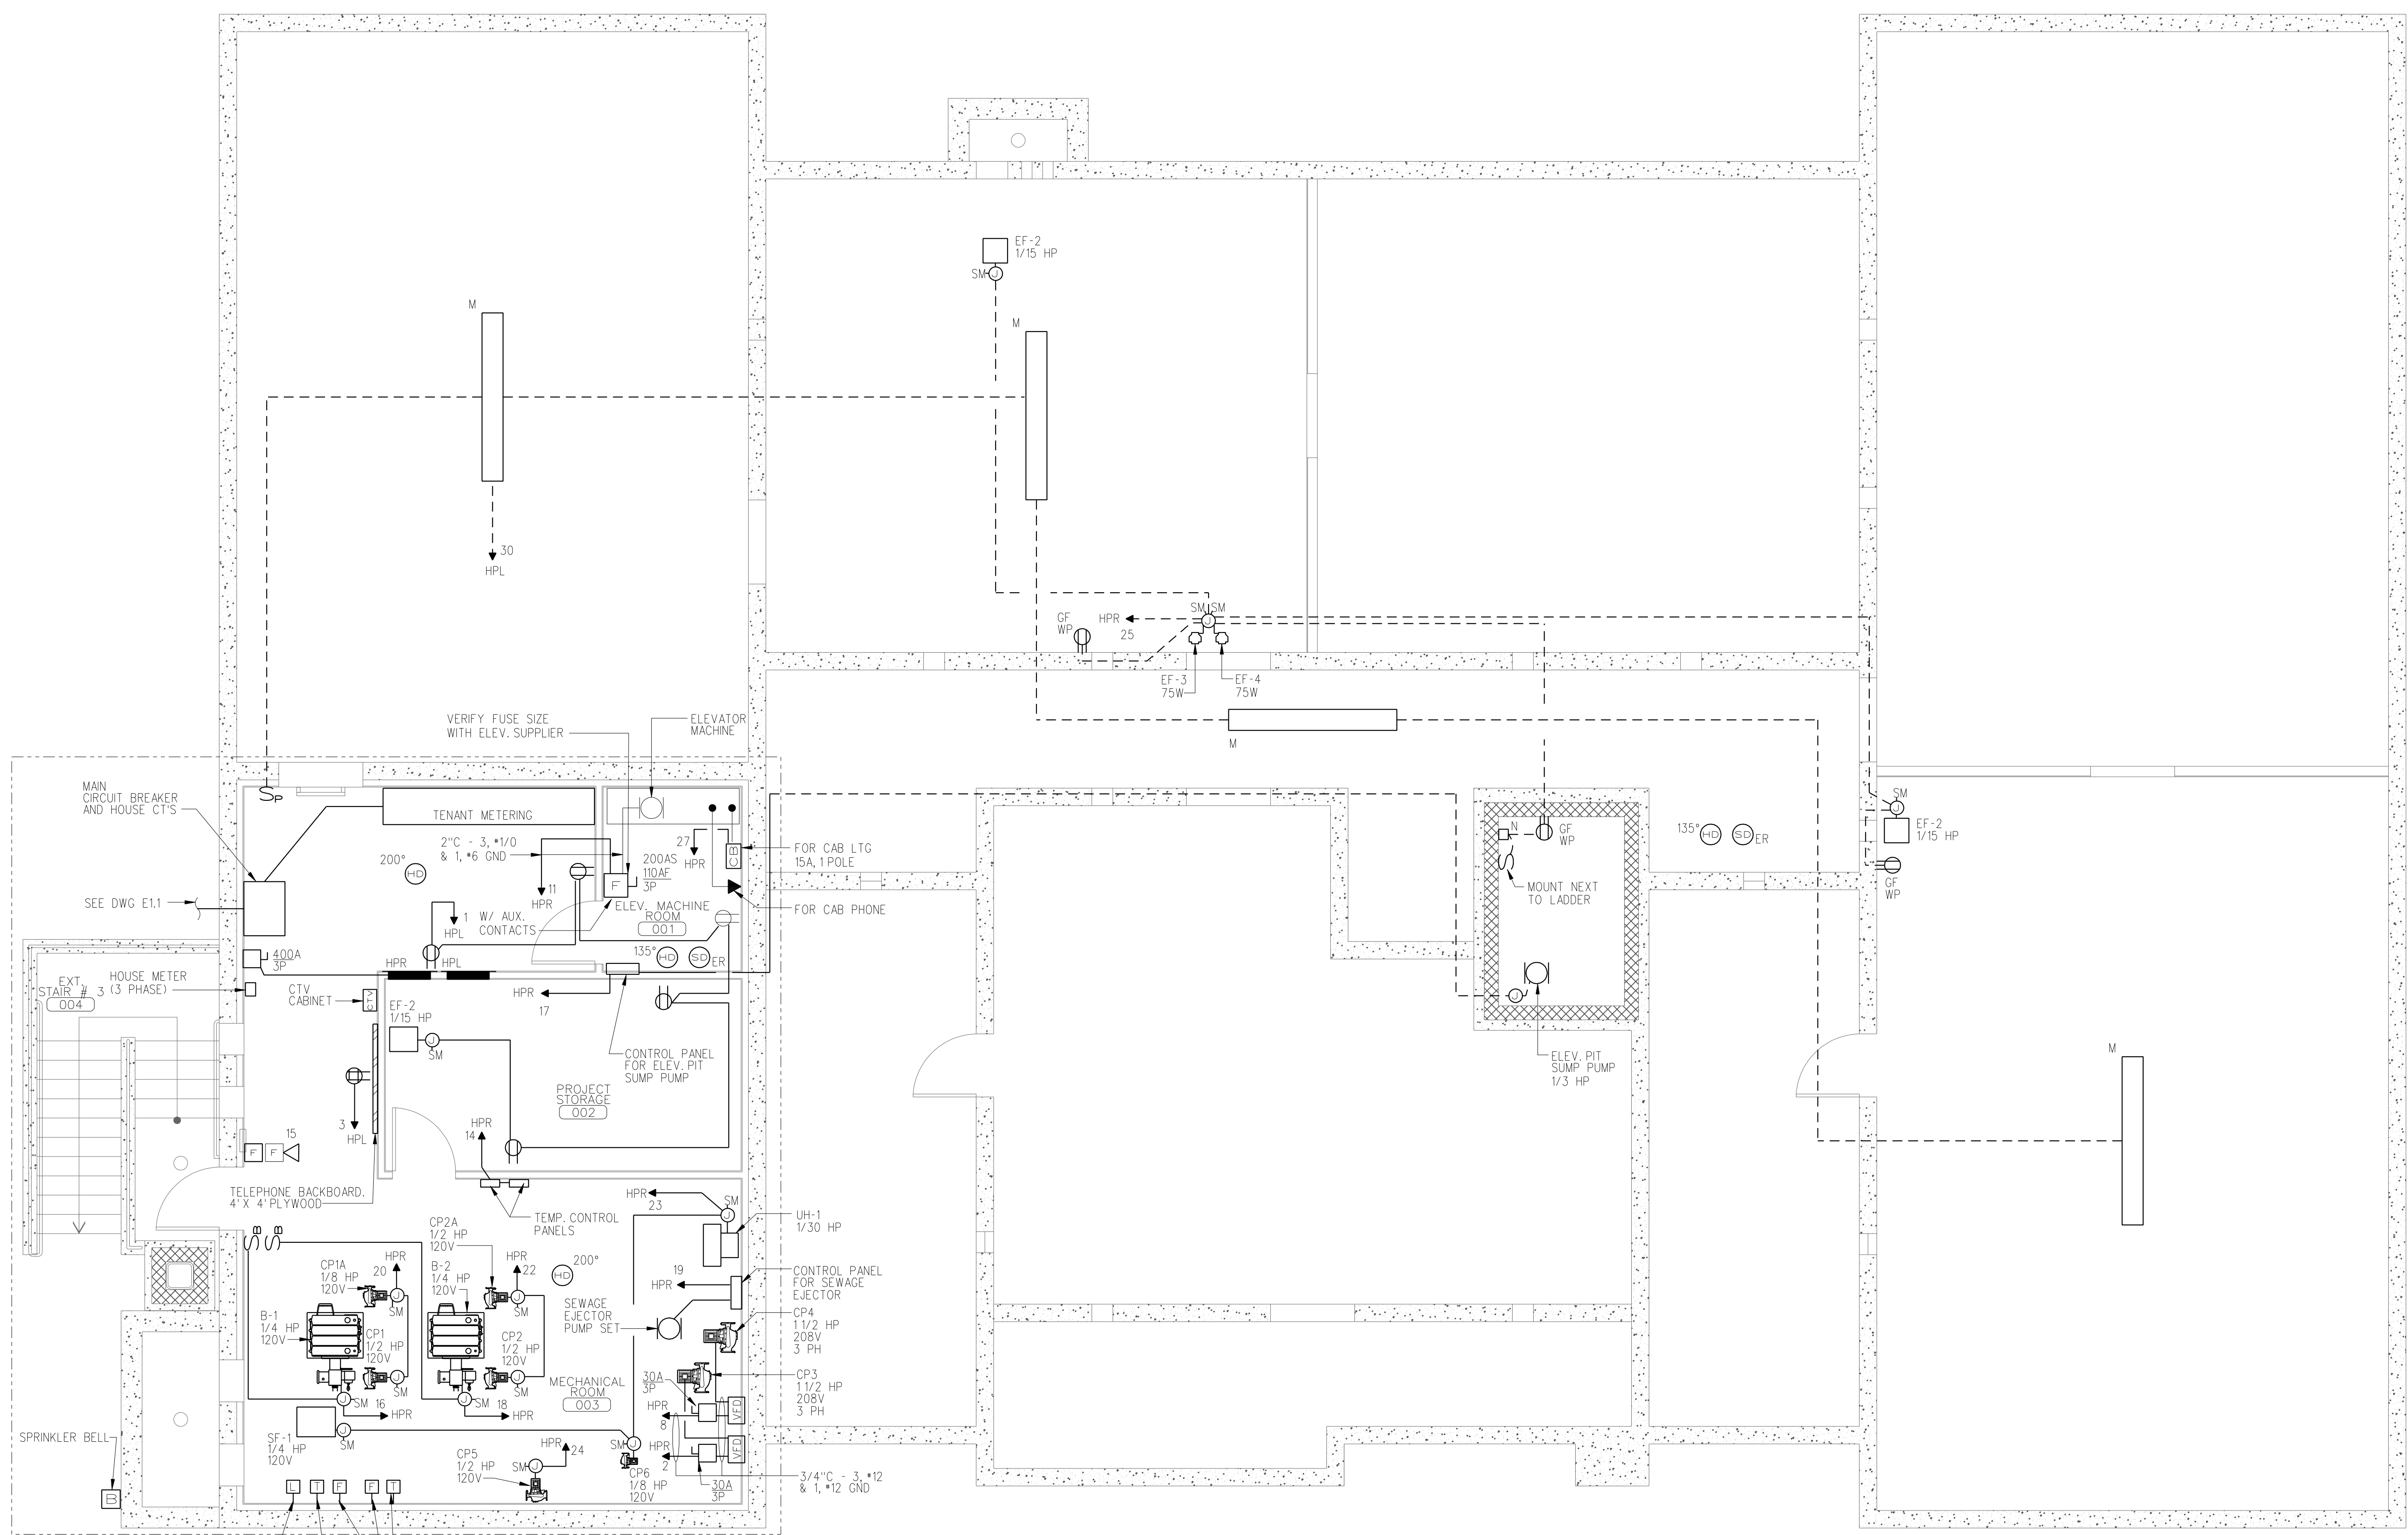 EF-2
1/15 HP
SM
J
M
M
30
HPL
GF
WP
HPR
25
SM
SM
J
EF-3
75W
EF-4
75W
M
VERIFY FUSE SIZE
WITH ELEV. SUPPLIER
ELEVATOR
MACHINE
MAIN
CIRCUIT BREAKER
AND HOUSE CT'S
SP
TENANT METERING
2"C - 3, #1/0
& 1, #6 GND
200°
HD
11
HPR
200AS
110AF
3P
F
27
HPR
CB
FOR CAB LTG
15A, 1 POLE
FOR CAB PHONE
SEE DWG E1.1
1
HPL
W/ AUX.
CONTACTS
ELEV. MACHINE
ROOM
001
135°
HD
SD
ER
400A
3P
HPR
HPL
HOUSE METER
(3 PHASE)
EXT.
STAIR # 3
004
CTV
CABINET
CTV
EF-2
1/15 HP
J
SM
HPR
17
CONTROL PANEL
FOR ELEV. PIT
SUMP PUMP
PROJECT
STORAGE
002
3
HPL
15
F
F
TELEPHONE BACKBOARD.
4' X 4' PLYWOOD
HPR
14
TEMP. CONTROL
PANELS
HPR
23
SM
J
UH-1
1/30 HP
S
B
S
B
CP1A
1/8 HP
120V
HPR
20
J
SM
CP2A
1/2 HP
120V
B-2
1/4 HP
120V
HPR
22
J
SM
HD
200°
19
HPR
CONTROL PANEL
FOR SEWAGE
EJECTOR
SEWAGE
EJECTOR
PUMP SET
B-1
1/4 HP
120V
CP1
1/2 HP
120V
J
SM
CP2
1/2 HP
120V
J
SM
CP4
1 1/2 HP
208V
3 PH
CP3
1 1/2 HP
208V
3 PH
MECHANICAL
ROOM
003
30A
3P
HPR
8
VFD
J
SM
16
HPR
J
SM
18
HPR
SF-1
1/4 HP
120V
J
SM
SM
J
CP6
1/8 HP
120V
HPR
2
VFD
30A
3P
CP5
1/2 HP
120V
SM
J
HPR
24
3/4"C - 3, #12
& 1, #12 GND
SPRINKLER BELL
B
L
T
F
F
T
N
S
GF
WP
MOUNT NEXT
TO LADDER
J
ELEV. PIT
SUMP PUMP
1/3 HP
135°
HD
SD
ER
SM
J
EF-2
1/15 HP
GF
WP
M